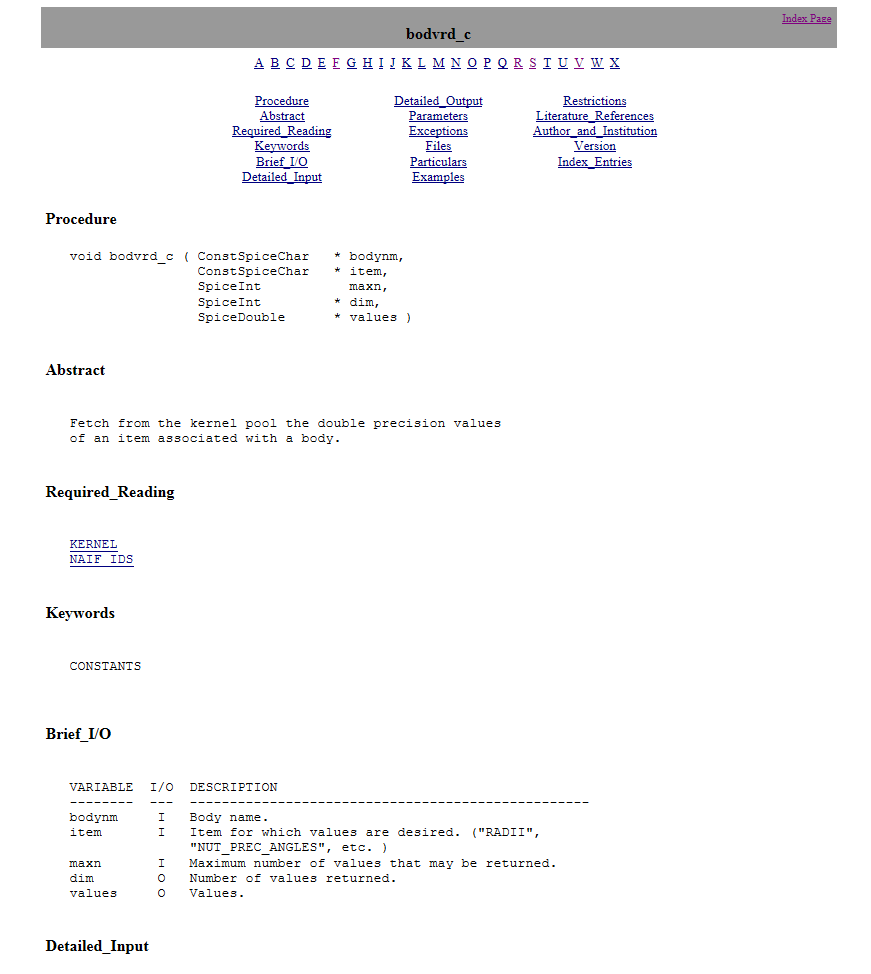 Index Page
bodvrd_c
A B C D E F G H I J K L M N O P Q R S T U V W X
Procedure Detailed_Output Restrictions
Abstract Parameters Literature_References
Required_Reading Exceptions Author_and_Institution
Keywords Files Version
Brief_I/O Particulars Index_Entries
Detailed_Input Examples
Procedure
void bodvrd_c ( ConstSpiceChar * bodynm,
ConstSpiceChar * item,
SpiceInt maxn,
SpiceInt * dim,
SpiceDouble * values )
Abstract
Fetch from the kernel pool the double precision values
of an item associated with a body.
Required_Reading
KERNEL
NAIF_IDS
Keywords
CONSTANTS
Brief_I/O
VARIABLE I/O DESCRIPTION
-------- --- --------------------------------------------------
bodynm I Body name.
item I Item for which values are desired. ("RADII",
"NUT_PREC_ANGLES", etc. )
maxn I Maximum number of values that may be returned.
dim O Number of values returned.
values O Values.
Detailed_Input